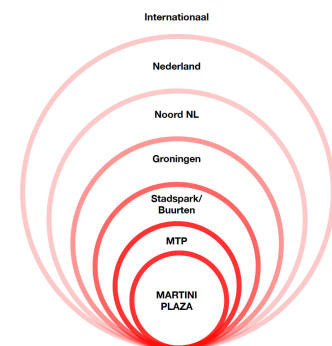 Internationaal
Nederland
Noord NL
Groningen
Stadspark/
Buurten
MTP
MARTINI
PLAZA